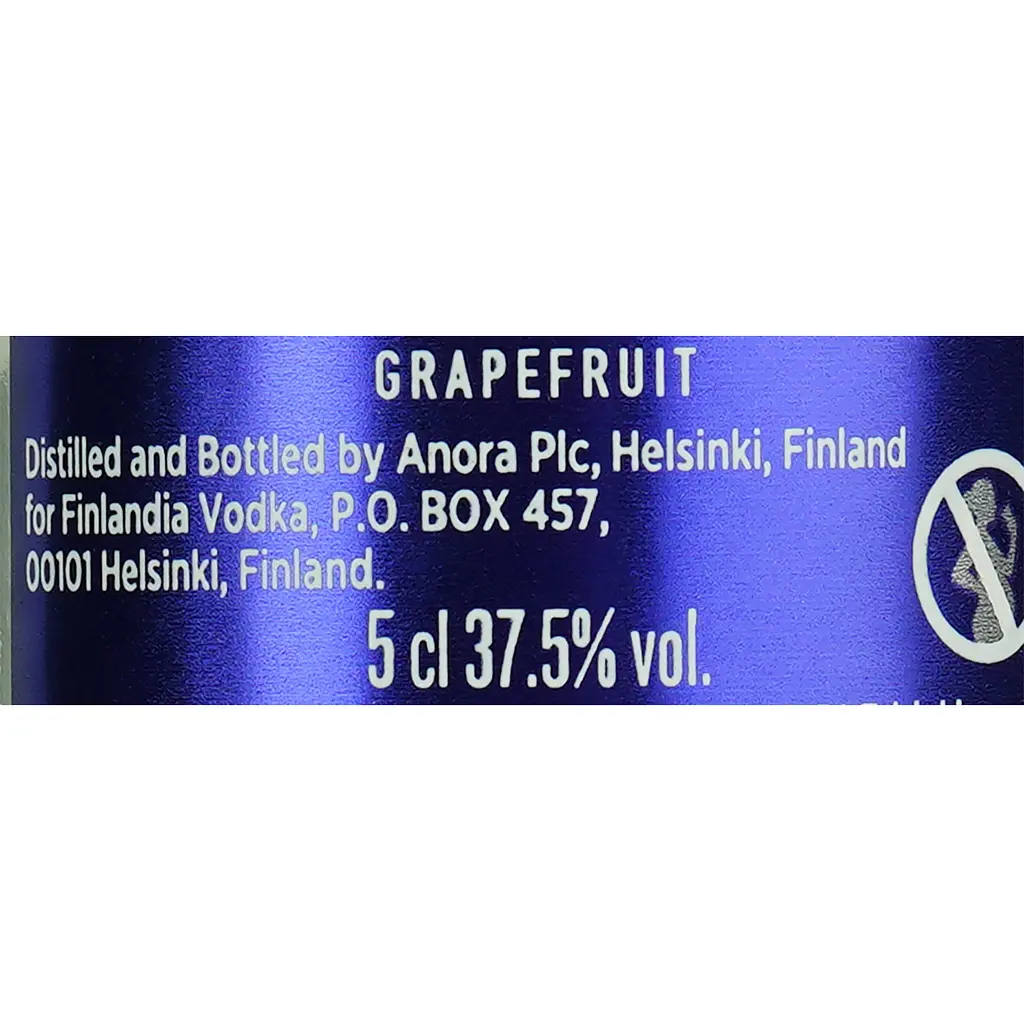 GRAPEFRUIT
Distilled and Bottled by Anora Plc, Helsinki, Finland
for Finlandia Vodka, P.O. BOX 457,
00101 Helsinki, Finland.
5 cl 37.5% vol.